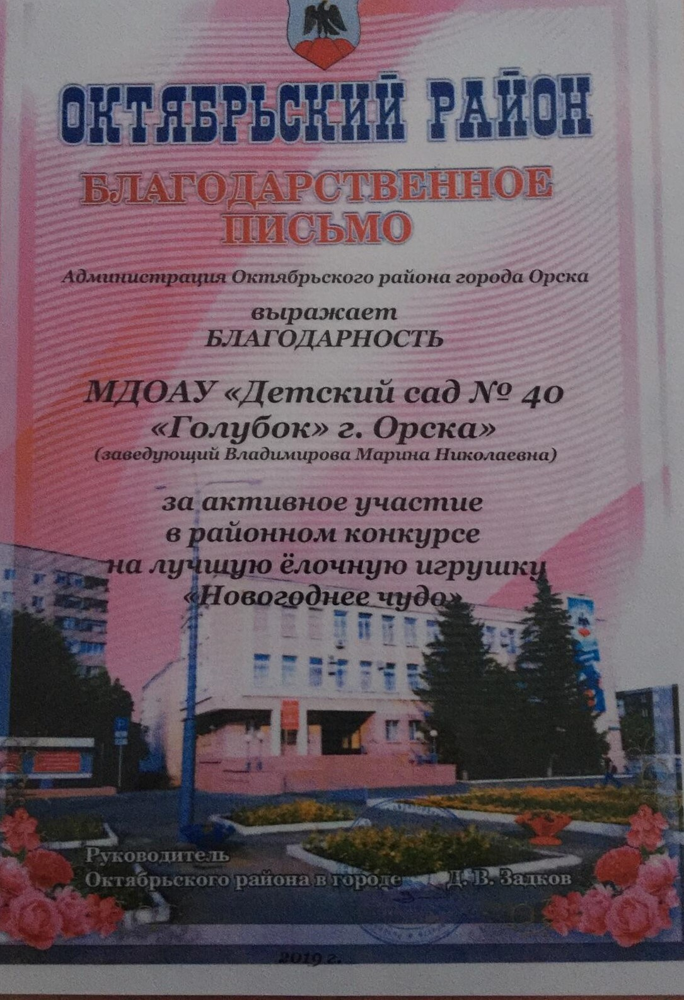 ОКТЯБРЬСКИЙ РАЙОН
БЛАГОДАРСТВЕННОЕ
ПИСЬМО
Администрация Октябрьского района города Орска
выражает
БЛАГОДАРНОСТЬ
МДОАУ «Детский сад № 40
«Голубок» г. Орска»
(заведующий Владимирова Марина Николаевна)
за активное участие
в районном конкурсе
на лучшую ёлочную игрушку
«Новогоднее чудо»
Руководитель
Октябрьского района в городе Д. В. Задков
2019 г.